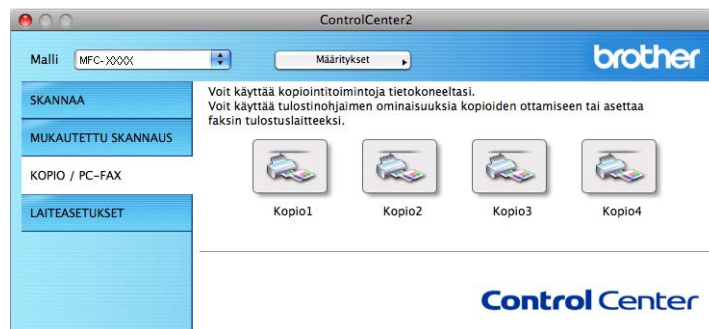 ControlCenter2
Malli MFC-XXXX Määritykset brother
SKANNAA
MUKAUTETTU SKANNAUS
KOPIO / PC-FAX
LAITEASETUKSET
Voit käyttää kopiointitoimintoja tietokoneeltasi.
Voit käyttää tulostinohjaimen ominaisuuksia kopioiden ottamiseen tai asettaa
faksin tulostuslaitteeksi.
Kopio1 Kopio2 Kopio3 Kopio4
Control Center